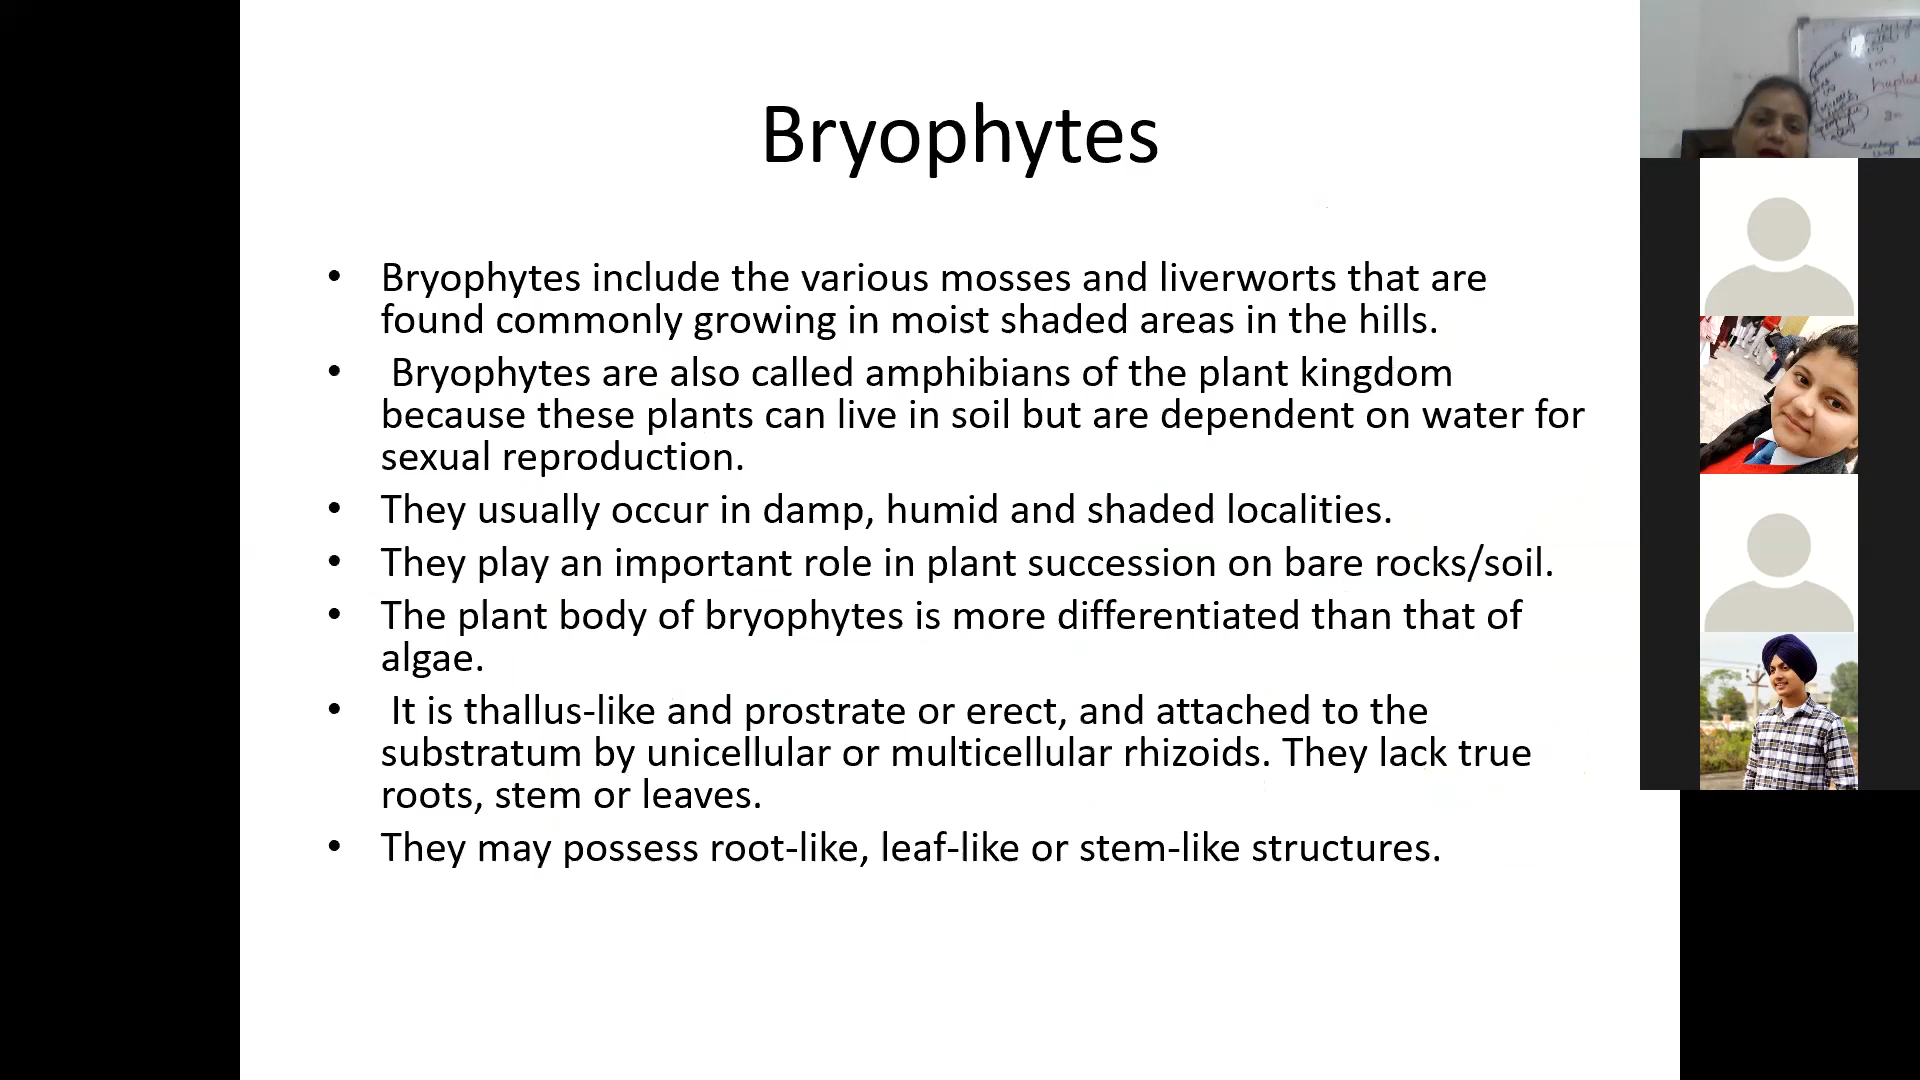 Bryophytes
• Bryophytes include the various mosses and liverworts that are
found commonly growing in moist shaded areas in the hills.
• Bryophytes are also called amphibians of the plant kingdom
because these plants can live in soil but are dependent on water for
sexual reproduction.
• They usually occur in damp, humid and shaded localities.
• They play an important role in plant succession on bare rocks/soil.
• The plant body of bryophytes is more differentiated than that of
algae.
• It is thallus-like and prostrate or erect, and attached to the
substratum by unicellular or multicellular rhizoids. They lack true
roots, stem or leaves.
• They may possess root-like, leaf-like or stem-like structures.